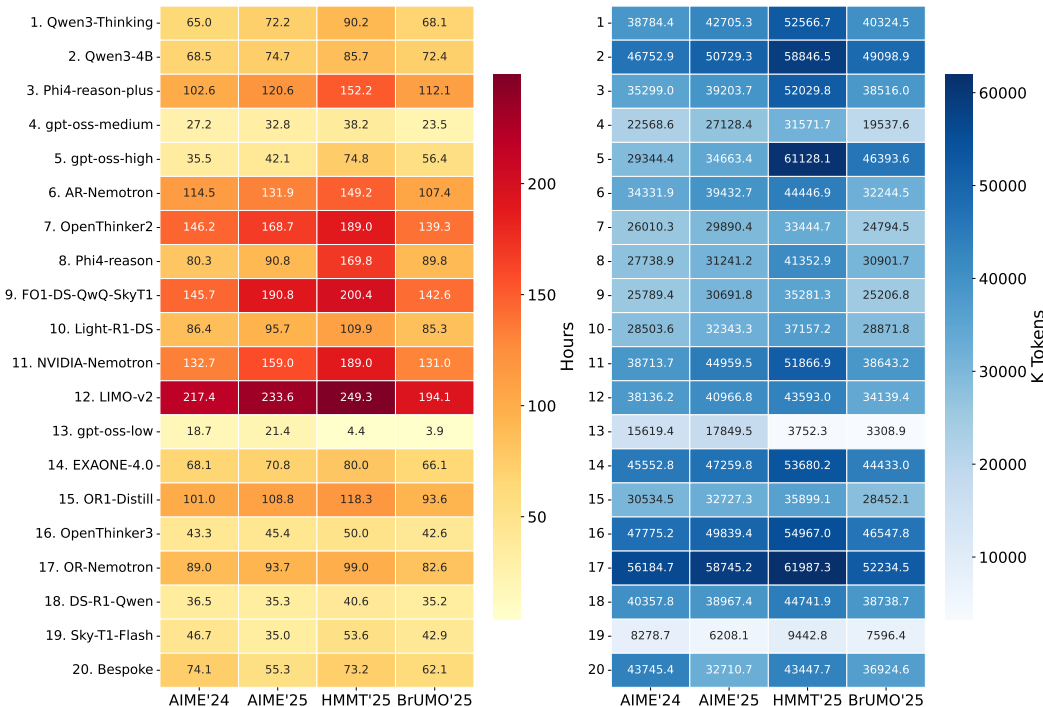 1. Qwen3-Thinking 65.0 72.2 90.2 68.1
2. Qwen3-4B 68.5 74.7 85.7 72.4
3. Phi4-reason-plus 102.6 120.6 152.2 112.1
4. gpt-oss-medium 27.2 32.8 38.2 23.5
5. gpt-oss-high 35.5 42.1 74.8 56.4
6. AR-Nemotron 114.5 131.9 149.2 107.4
7. OpenThinker2 146.2 168.7 189.0 139.3
8. Phi4-reason 80.3 90.8 169.8 89.8
9. FO1-DS-QwQ-SkyT1 145.7 190.8 200.4 142.6
10. Light-R1-DS 86.4 95.7 109.9 85.3
11. NVIDIA-Nemotron 132.7 159.0 189.0 131.0
12. LIMO-v2 217.4 233.6 249.3 194.1
13. gpt-oss-low 18.7 21.4 4.4 3.9
14. EXAONE-4.0 68.1 70.8 80.0 66.1
15. OR1-Distill 101.0 108.8 118.3 93.6
16. OpenThinker3 43.3 45.4 50.0 42.6
17. OR-Nemotron 89.0 93.7 99.0 82.6
18. DS-R1-Qwen 36.5 35.3 40.6 35.2
19. Sky-T1-Flash 46.7 35.0 53.6 42.9
20. Bespoke 74.1 55.3 73.2 62.1
AIME'24 AIME'25 HMMT'25 BrUMO'25
200
150
100
50
Hours
1 38784.4 42705.3 52566.7 40324.5
2 46752.9 50729.3 58846.5 49098.9
3 35299.0 39203.7 52029.8 38516.0
4 22568.6 27128.4 31571.7 19537.6
5 29344.4 34663.4 61128.1 46393.6
6 34331.9 39432.7 44446.9 32244.5
7 26010.3 29890.4 33444.7 24794.5
8 27738.9 31241.2 41352.9 30901.7
9 25789.4 30691.8 35281.3 25206.8
10 28503.6 32343.3 37157.2 28871.8
11 38713.7 44959.5 51866.9 38643.2
12 38136.2 40966.8 43593.0 34139.4
13 15619.4 17849.5 3752.3 3308.9
14 45552.8 47259.8 53680.2 44433.0
15 30534.5 32727.3 35899.1 28452.1
16 47775.2 49839.4 54967.0 46547.8
17 56184.7 58745.2 61987.3 52234.5
18 40357.8 38967.4 44741.9 38738.7
19 8278.7 6208.1 9442.8 7596.4
20 43745.4 32710.7 43447.7 36924.6
AIME'24 AIME'25 HMMT'25 BrUMO'25
60000
50000
40000
30000
20000
10000
K Tokens